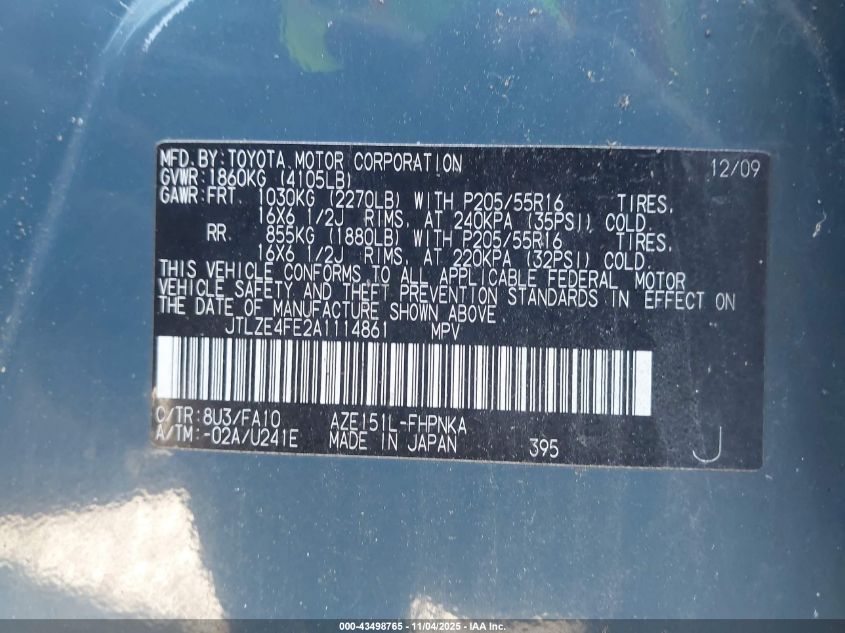 MFD.BY:TOYOTA MOTOR CORPORATION 12/09
GVWR:1860KG (4105LB)
GAWR:FRT. 1030KG (2270LB) WITH P205/55R16 TIRES,
16X6 1/2J RIMS, AT 240KPA (35PSI) COLD.
RR. 855KG (1880LB) WITH P205/55R16 TIRES,
16X6 1/2J RIMS, AT 220KPA (32PSI) COLD.
THIS VEHICLE CONFORMS TO ALL APPLICABLE FEDERAL MOTOR
VEHICLE SAFETY AND THEFT PREVENTION STANDARDS IN EFFECT ON
THE DATE OF MANUFACTURE SHOWN ABOVE
JTLZE4FE2A1114861 MPV
C/TR:8U3/FA10 AZE151L-FHPNKA
A/TM:-02A/U241E MADE IN JAPAN 395 J
000-43498765 - 11/04/2025 - IAA Inc.